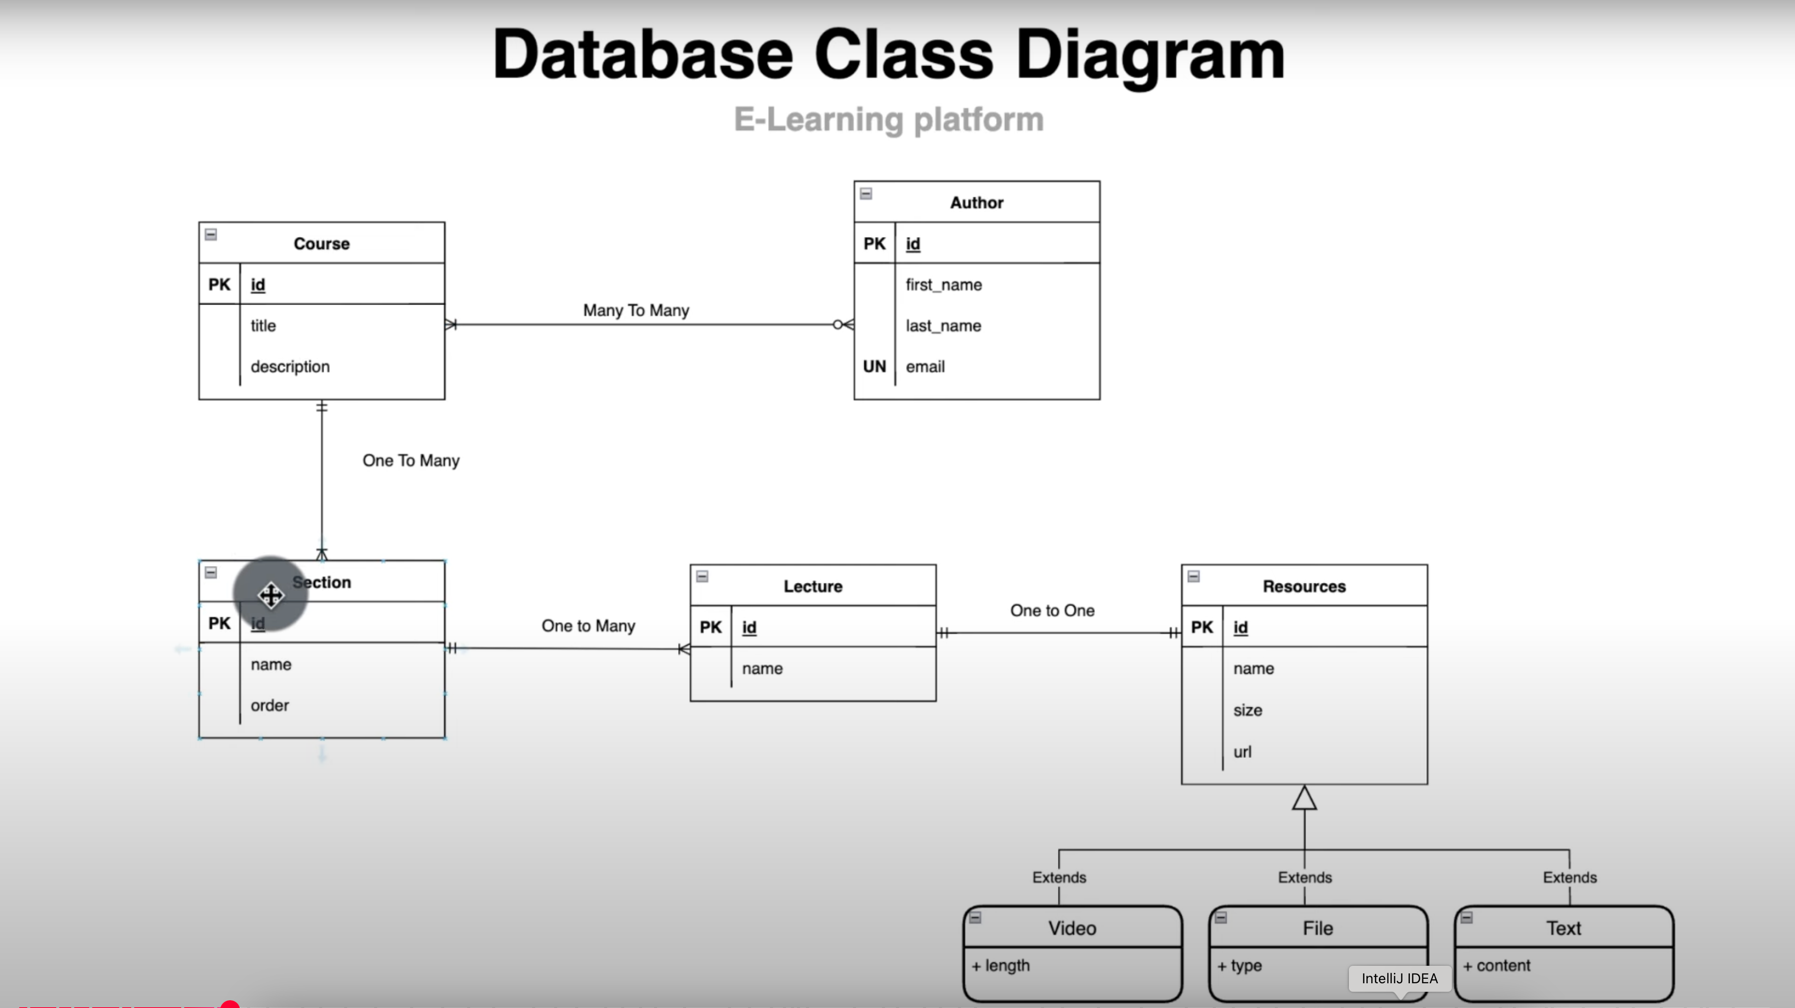 Database Class Diagram
E-Learning platform
Course
PK id
title
description
Many To Many
Author
PK id
first_name
last_name
UN email
One To Many
Section
PK id
name
order
One to Many
Lecture
PK id
name
One to One
Resources
PK id
name
size
url
Extends
Extends
Extends
Video
+ length
File
+ type
Text
+ content
IntelliJ IDEA